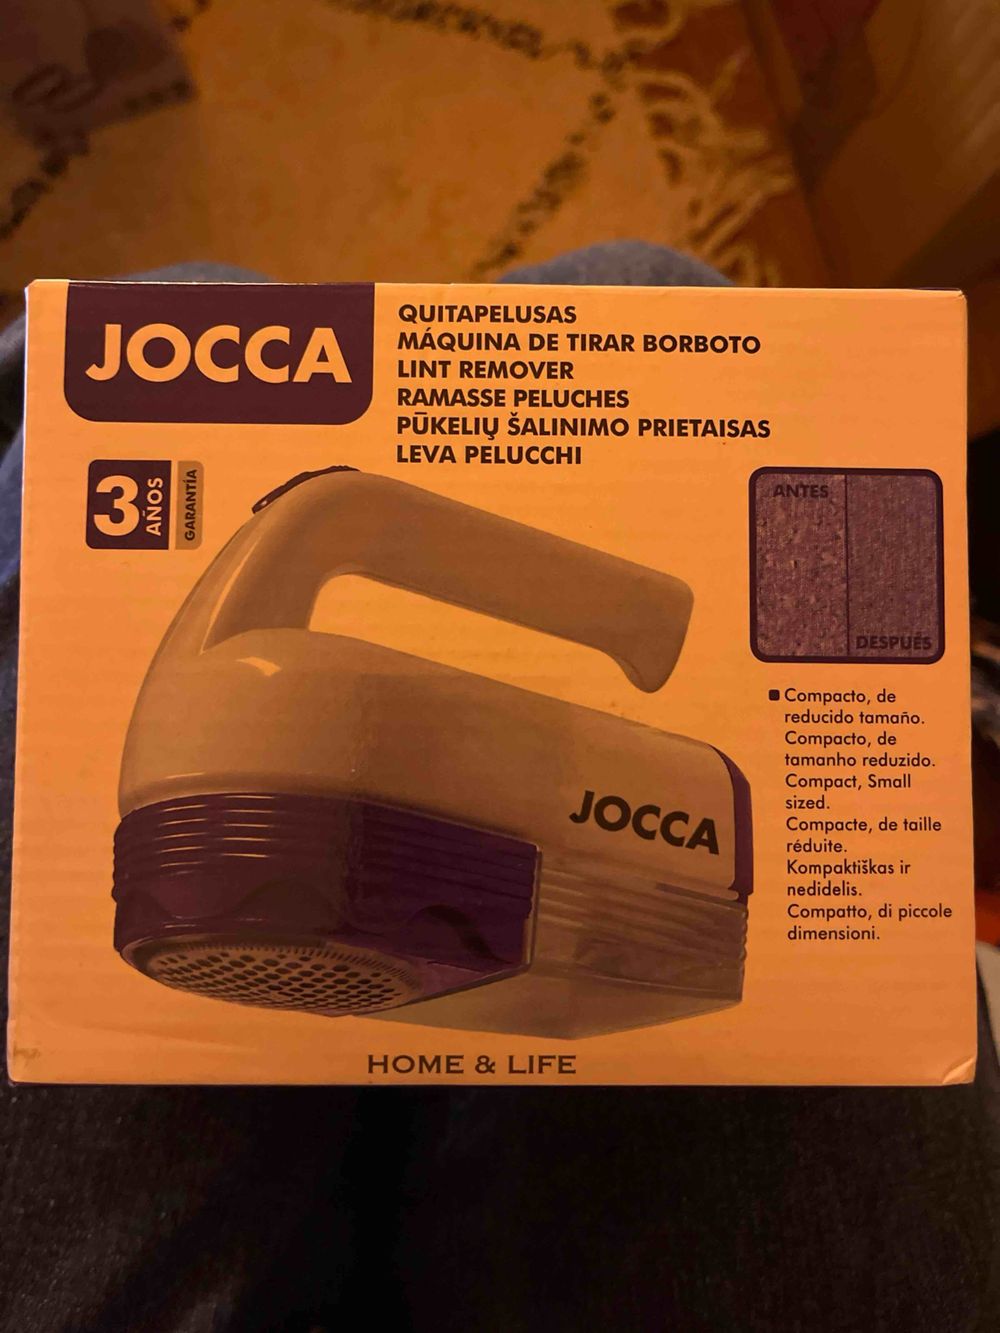 JOCCA
QUITAPELUSAS
MÁQUINA DE TIRAR BORBOTO
LINT REMOVER
RAMASSE PELUCHES
PŪKELIŲ ŠALINIMO PRIETAISAS
LEVA PELUCCHI
3 AÑOS
GARANTÍA
ANTES
DESPUÉS
Compacto, de
reducido tamaño.
Compacto, de
tamanho reduzido.
Compact, Small
sized.
Compacte, de taille
réduite.
Kompaktiškas ir
nedidelis.
Compatto, di piccole
dimensioni.
JOCCA
HOME & LIFE